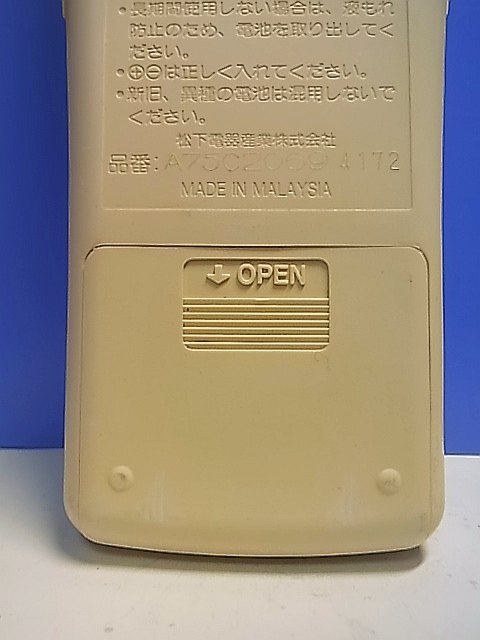 ・長期間使用しない場合は、液もれ
防止のため、電池を取り出してく
ださい。
・⊕⊖は正しく入れてください。
・新旧、異種の電池は混用しないで
ください。
松下電器産業株式会社
品番：A75C2069 4172
MADE IN MALAYSIA
OPEN